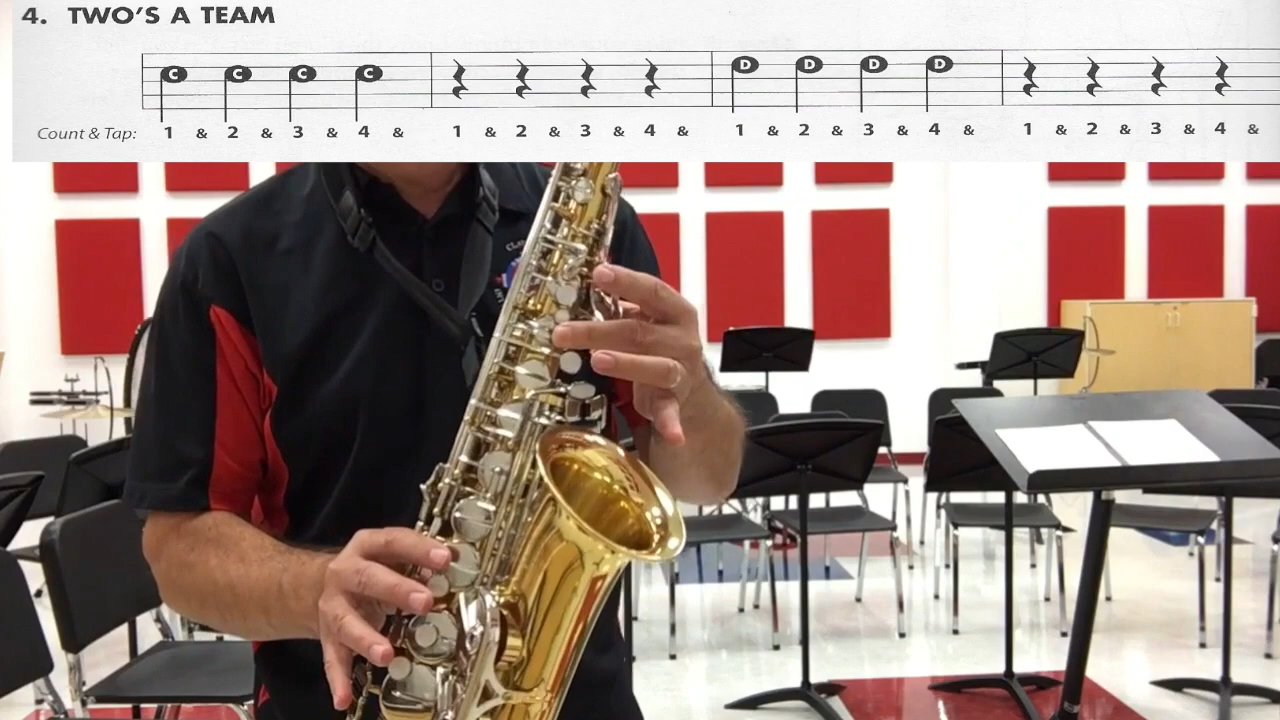 4. TWO'S A TEAM
C C C C D D D D
Count & Tap: 1 & 2 & 3 & 4 & 1 & 2 & 3 & 4 & 1 & 2 & 3 & 4 & 1 & 2 & 3 & 4 &